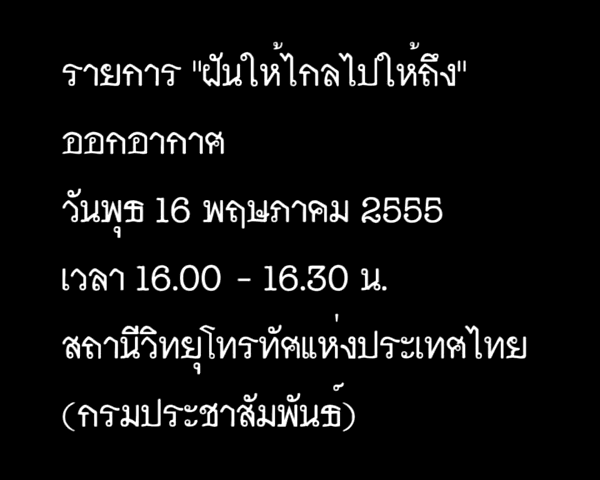 รายการ "ฝันให้ไกลไปให้ถึง"
ออกอากาศ
วันพุธ 16 พฤษภาคม 2555
เวลา 16.00 - 16.30 น.
สถานีวิทยุโทรทัศแห่งประเทศไทย
(กรมประชาสัมพันธ์)